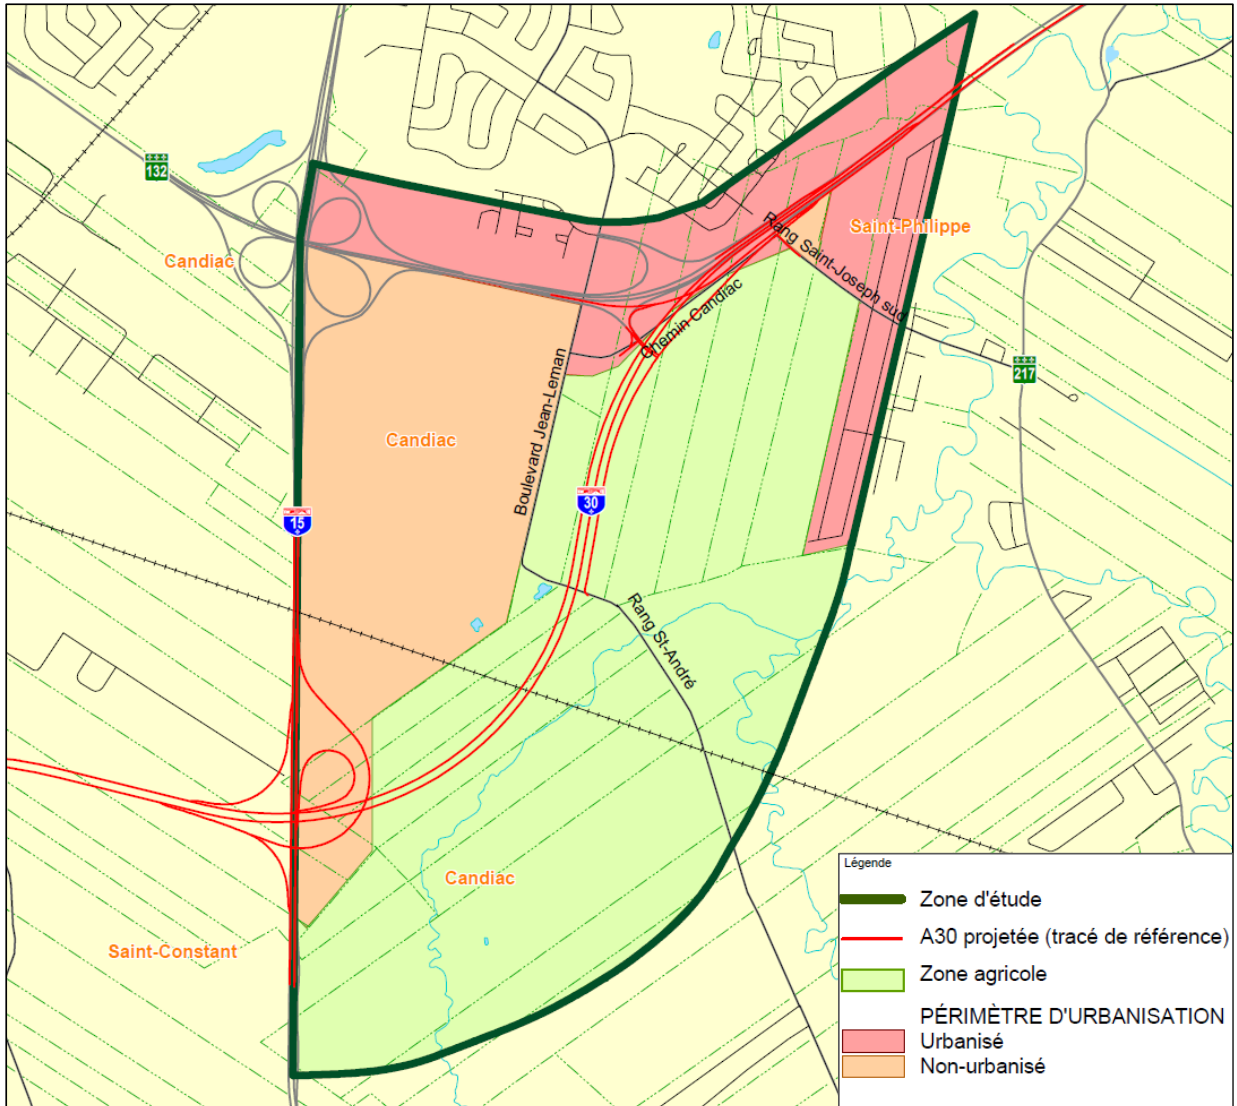 132
Candiac
Rang Saint-Joseph sud
Saint-Philippe
Chemin Candiac
217
Boulevard Jean-Leman
Candiac
15
30
Rang St-André
Candiac
Saint-Constant
Légende
Zone d'étude
A30 projetée (tracé de référence)
Zone agricole
PÉRIMÈTRE D'URBANISATION
Urbanisé
Non-urbanisé